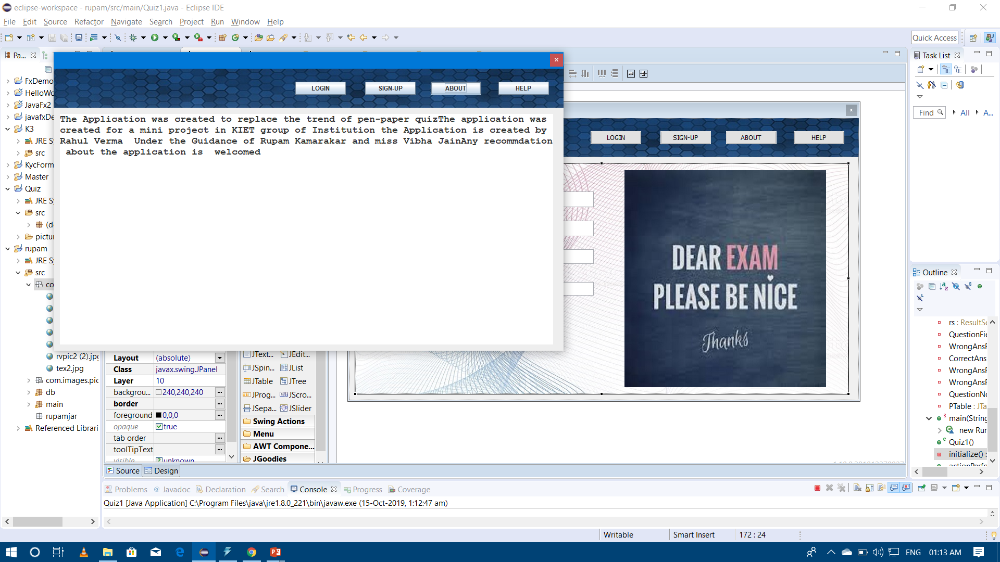 eclipse-workspace - rupam/src/main/Quiz1.java - Eclipse IDE
File Edit Source Refactor Navigate Search Project Run Window Help
Quick Access
Pa...
FxDemo
HelloWo
JavaFx2
javafxDe
K3
JRE S
src
KycForm
Master
Quiz
JRE S
src
(d
pictur
rupam
JRE S
src
co
rvpic2 (2).jpg
tex2.jpg
com.images.pic
db
main
rupamjar
Referenced Librari
LOGIN SIGN-UP ABOUT HELP
The Application was created to replace the trend of pen-paper quizThe application was
created for a mini project in KIET group of Institution the Application is created by
Rahul Verma  Under the Guidance of Rupam Kamarakar and miss Vibha JainAny recommdation
about the application is  welcomed
LOGIN SIGN-UP ABOUT HELP
DEAR EXAM
PLEASE BE NICE
Thanks
Layout (absolute)
Class javax.swing.JPanel
Layer 10
backgrou... 240,240,240
border
foreground 0,0,0
opaque true
tab order
toolTipText
visible unknown
JText... JEdit...
JSpin... JList
JTable JTree
JProg... JScro...
JSepa... JSlider
Swing Actions
Menu
AWT Compone...
JGoodies
Source Design
Task List
Find All A...
Outline
rs : ResultSe
QuestionFie
WrongAnsF
CorrectAns
WrongAnsF
WrongAnsF
QuestionNo
PTable : JTa
main(String
new Run
Quiz1()
initialize() :
actionPerfo
Problems Javadoc Declaration Search Console Progress Coverage
Quiz1 [Java Application] C:\Program Files\java\jre1.8.0_221\bin\javaw.exe (15-Oct-2019, 1:12:47 am)
Writable Smart Insert 172 : 24
ENG 01:13 AM